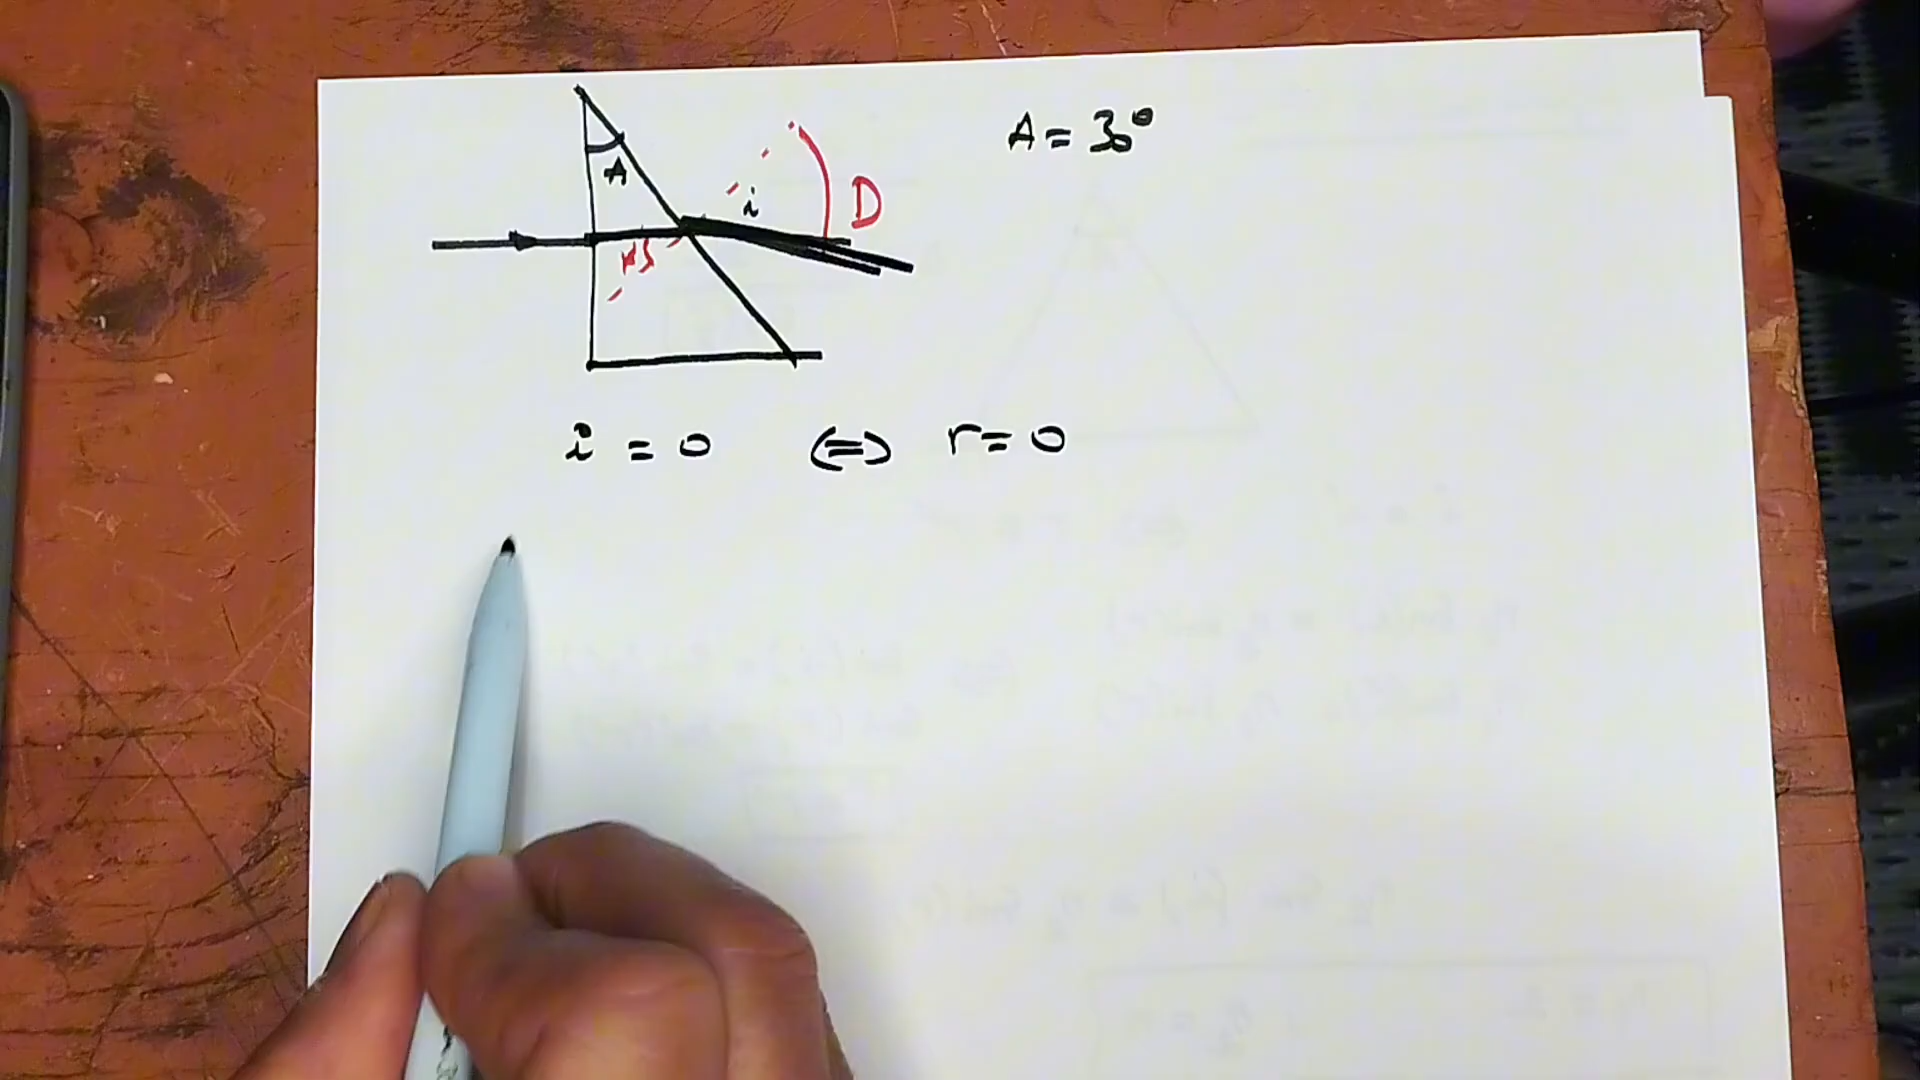 A = 30°
A
i
D
i = 0 (=) r = 0